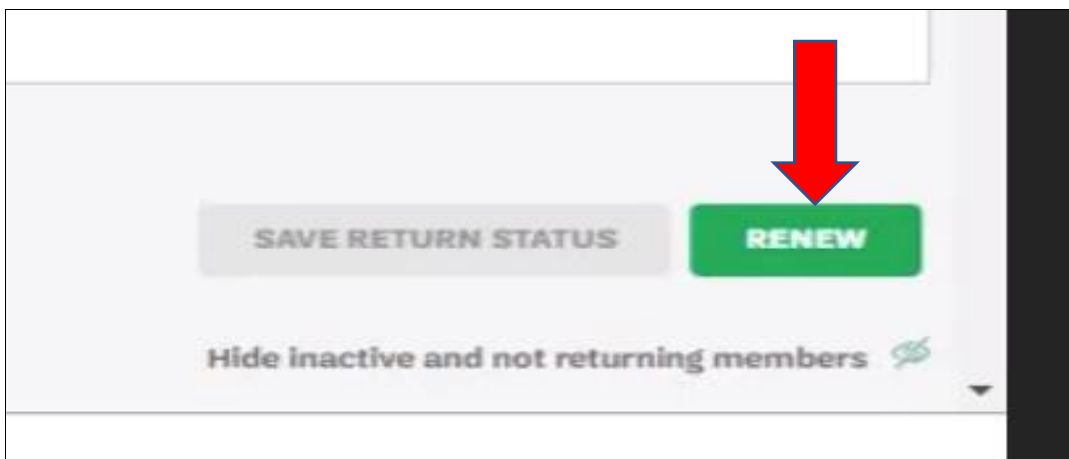 SAVE RETURN STATUS
RENEW
Hide inactive and not returning members